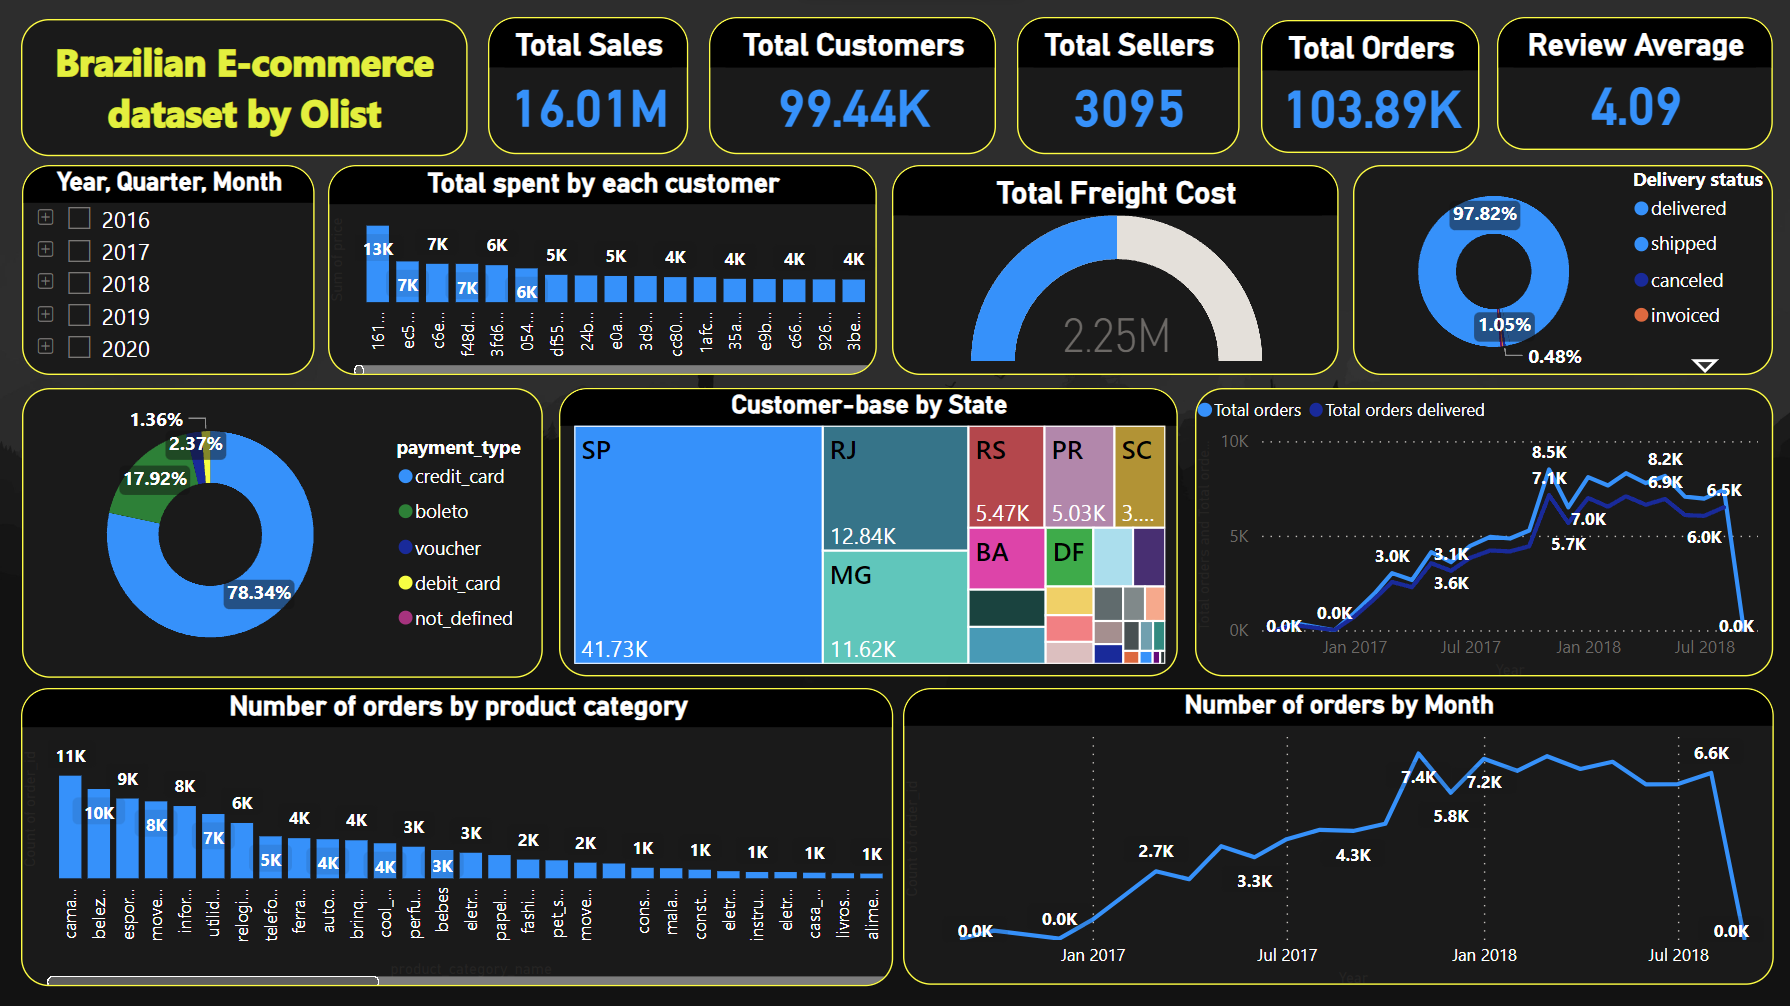 Brazilian E-commerce
dataset by Olist
Total Sales
16.01M
Total Customers
99.44K
Total Sellers
3095
Total Orders
103.89K
Review Average
4.09
Year, Quarter, Month
2016
2017
2018
2019
2020
Total spent by each customer
13K
7K
7K
7K
6K
6K
5K
5K
4K
4K
4K
4K
161...
ec5...
c6e...
f48d...
3fd6...
054...
df55...
24b...
e0a...
3d9...
cc80...
1afc...
35a...
e9b...
c66...
926...
3be...
Total Freight Cost
2.25M
Delivery status
delivered
shipped
canceled
invoiced
97.82%
1.05%
0.48%
payment_type
credit_card
boleto
voucher
debit_card
not_defined
1.36%
2.37%
17.92%
78.34%
Customer-base by State
SP
41.73K
RJ
12.84K
MG
11.62K
RS
5.47K
PR
5.03K
SC
3....
BA
DF
Total orders
Total orders delivered
10K
5K
0K
0.0K
0.0K
3.0K
3.1K
3.6K
8.5K
7.1K
7.0K
5.7K
8.2K
6.9K
6.5K
6.0K
0.0K
Jan 2017
Jul 2017
Jan 2018
Jul 2018
Year
Number of orders by product category
Count of order_id
11K
10K
9K
8K
8K
7K
6K
5K
4K
4K
4K
4K
3K
3K
3K
2K
2K
1K
1K
1K
1K
1K
cama...
belez...
espor...
move...
infor...
utilid...
relogi...
telefo...
ferra...
auto...
brinq...
cool_...
perfu...
bebes
eletr...
papel...
fashi...
pet_s...
move...
cons...
mala...
const...
eletr...
instru...
eletr...
casa_...
livros...
alime...
product_category_name
Number of orders by Month
Count of order_id
0.0K
0.0K
2.7K
3.3K
4.3K
7.4K
5.8K
7.2K
6.6K
0.0K
Jan 2017
Jul 2017
Jan 2018
Jul 2018
Year